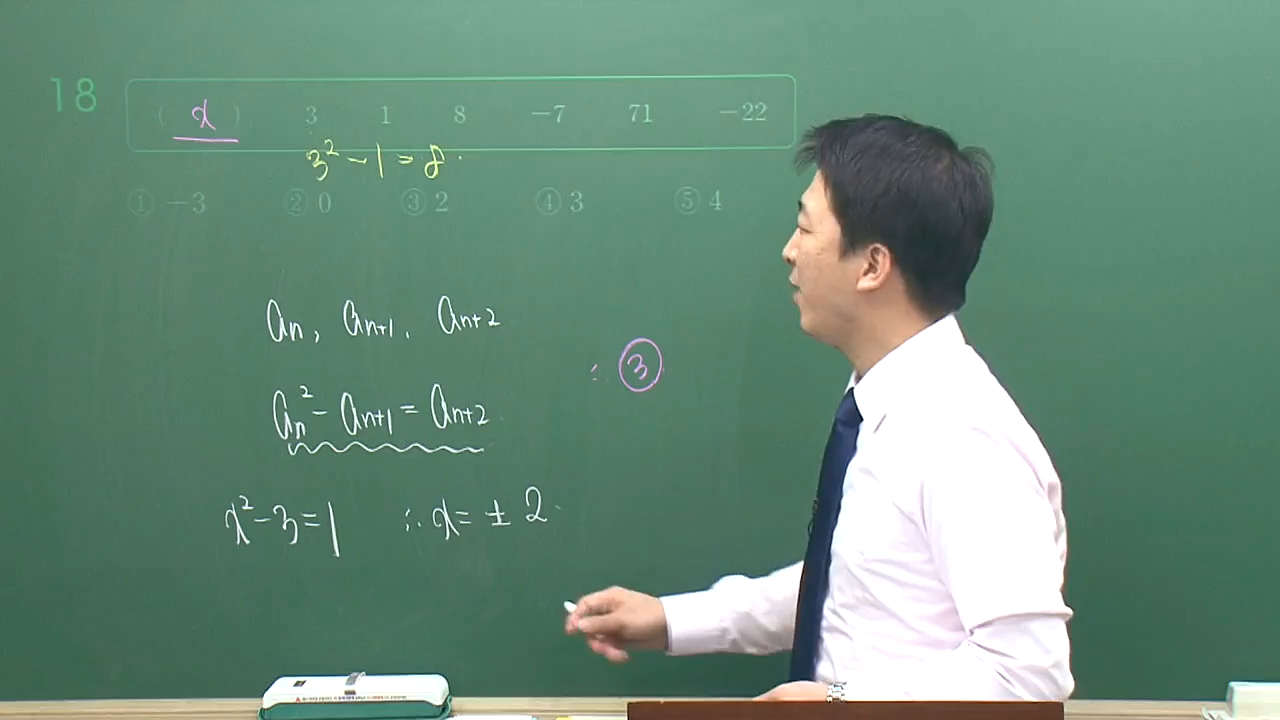 18 ( x ) 3 1 8 −7 71 −22
3² − 1 = 8
① −3 ② 0 ③ 2 ④ 3 ⑤ 4
aₙ, aₙ₊₁, aₙ₊₂
∴ ③
aₙ² − aₙ₊₁ = aₙ₊₂
x² − 3 = 1 ∴ x = ± 2